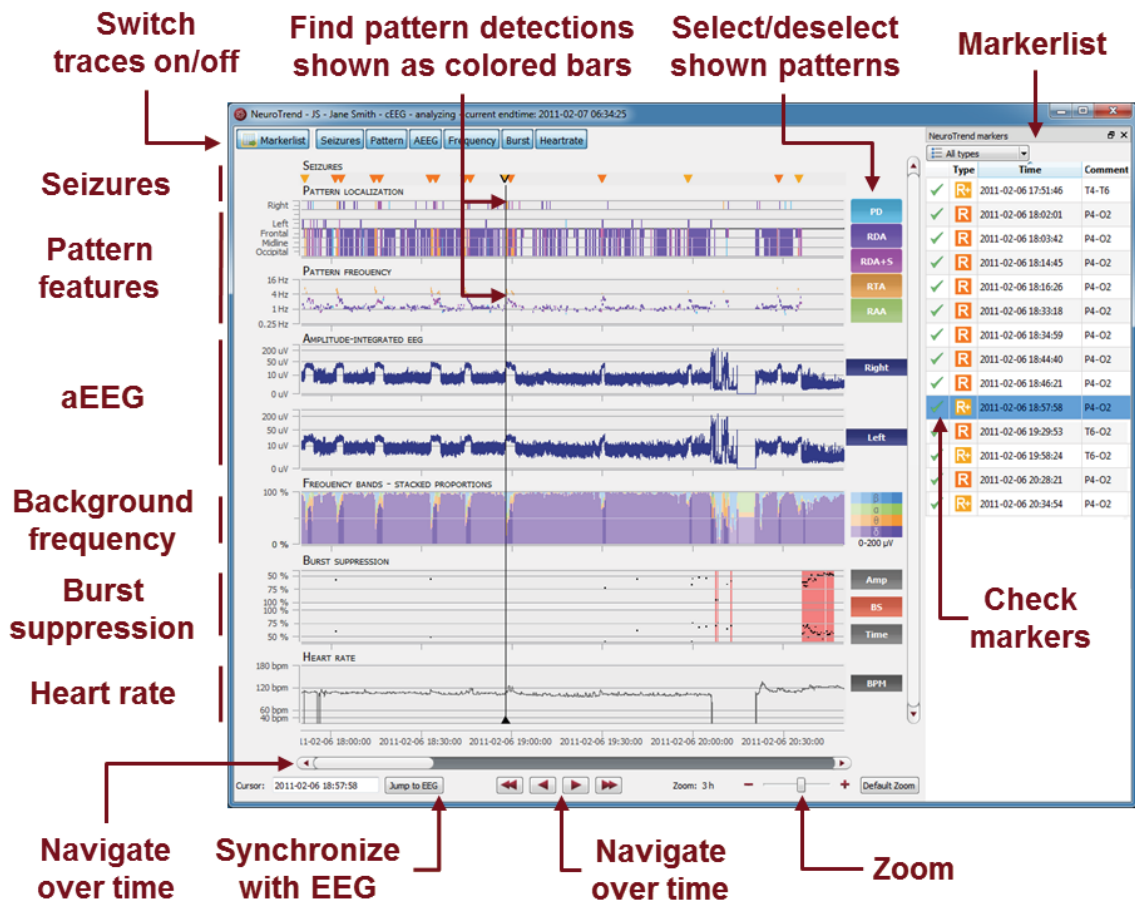 Switch
traces on/off
Find pattern detections
shown as colored bars
Select/deselect
shown patterns
Markerlist
NeuroTrend - JS - Jane Smith - cEEG - analyzing - current endtime: 2011-02-07 06:34:25
Markerlist Seizures Pattern AEEG Frequency Burst Heartrate
NeuroTrend markers
All types
Type Time Comment
R+ 2011-02-06 17:51:46 T4-T6
R 2011-02-06 18:02:01 P4-O2
R 2011-02-06 18:03:42 P4-O2
R 2011-02-06 18:14:45 P4-O2
R 2011-02-06 18:16:26 P4-O2
R 2011-02-06 18:33:18 P4-O2
R 2011-02-06 18:34:59 P4-O2
R 2011-02-06 18:44:40 P4-O2
R 2011-02-06 18:46:21 P4-O2
R+ 2011-02-06 18:57:58 P4-O2
R 2011-02-06 19:29:53 T6-O2
R+ 2011-02-06 19:58:24 T6-O2
R 2011-02-06 20:28:21 P4-O2
R+ 2011-02-06 20:34:54 P4-O2
Check
markers
Seizures
SEIZURES
Pattern
features
PATTERN LOCALIZATION
Right
Left
Frontal
Midline
Occipital
PD
RDA
RDA+S
RTA
RAA
PATTERN FREQUENCY
16 Hz
4 Hz
1 Hz
0.25 Hz
aEEG
AMPLITUDE-INTEGRATED EEG
200 uV
50 uV
10 uV
0 uV
Right
200 uV
50 uV
10 uV
0 uV
Left
Background
frequency
FREQUENCY BANDS - STACKED PROPORTIONS
100 %
0 %
β
α
θ
δ
0-200 µV
Burst
suppression
BURST SUPPRESSION
50 %
75 %
100 %
100 %
75 %
50 %
Amp
BS
Time
Heart rate
HEART RATE
180 bpm
120 bpm
60 bpm
40 bpm
BPM
11-02-06 18:00:00 2011-02-06 18:30:00 2011-02-06 19:00:00 2011-02-06 19:30:00 2011-02-06 20:00:00 2011-02-06 20:30:00
Cursor: 2011-02-06 18:57:58 Jump to EEG Zoom: 3 h Default Zoom
Navigate
over time
Synchronize
with EEG
Navigate
over time
Zoom